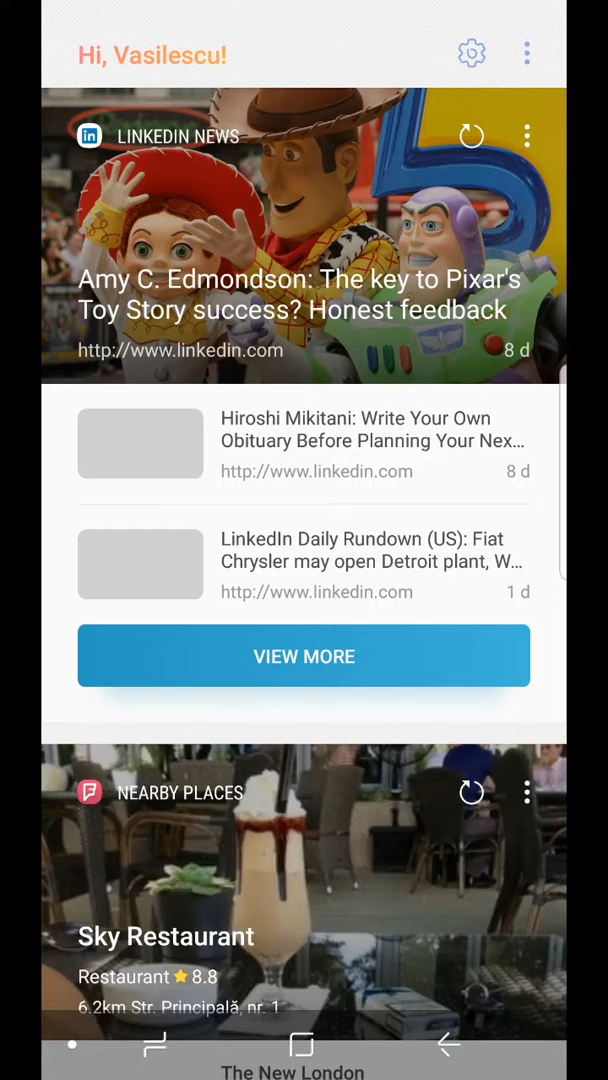 Hi, Vasilescu!
LINKEDIN NEWS
Amy C. Edmondson: The key to Pixar's
Toy Story success? Honest feedback
http://www.linkedin.com 8 d
Hiroshi Mikitani: Write Your Own
Obituary Before Planning Your Nex...
http://www.linkedin.com 8 d
LinkedIn Daily Rundown (US): Fiat
Chrysler may open Detroit plant, W...
http://www.linkedin.com 1 d
VIEW MORE
NEARBY PLACES
Sky Restaurant
Restaurant ★ 8.8
6.2km Str. Principală, nr. 1
The New London